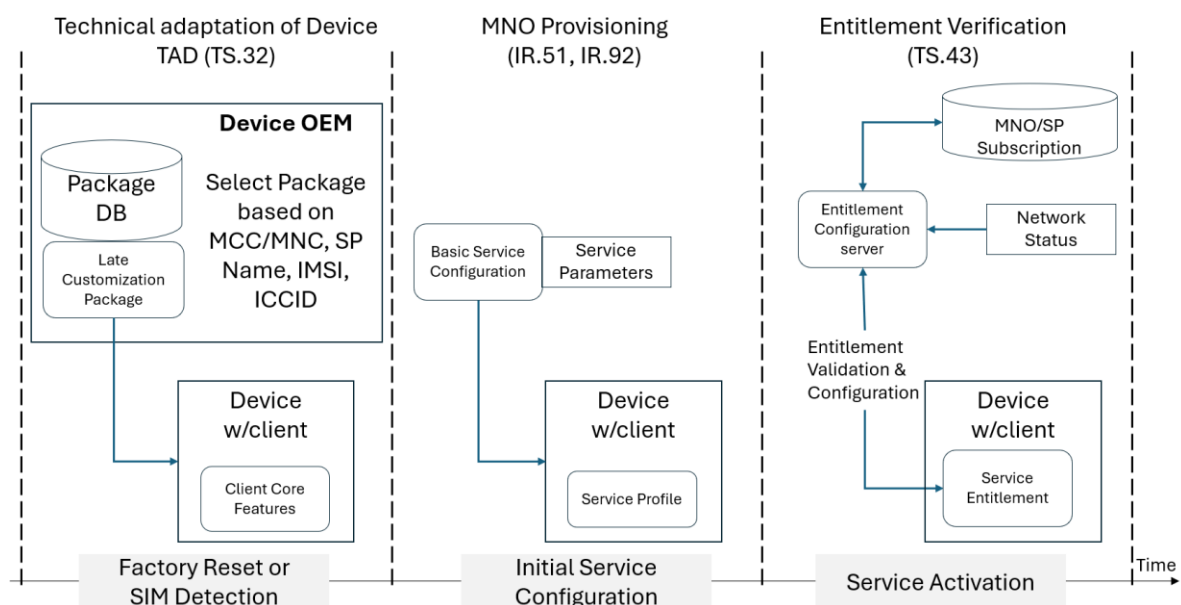 Technical adaptation of Device
TAD (TS.32)
MNO Provisioning
(IR.51, IR.92)
Entitlement Verification
(TS.43)
Device OEM
Package
DB
Select Package
based on
MCC/MNC, SP
Name, IMSI,
ICCID
Late
Customization
Package
Device
w/client
Client Core
Features
Basic Service
Configuration
Service
Parameters
Device
w/client
Service Profile
MNO/SP
Subscription
Entitlement
Configuration
server
Network
Status
Entitlement
Validation &
Configuration
Device
w/client
Service
Entitlement
Factory Reset or
SIM Detection
Initial Service
Configuration
Service Activation
Time